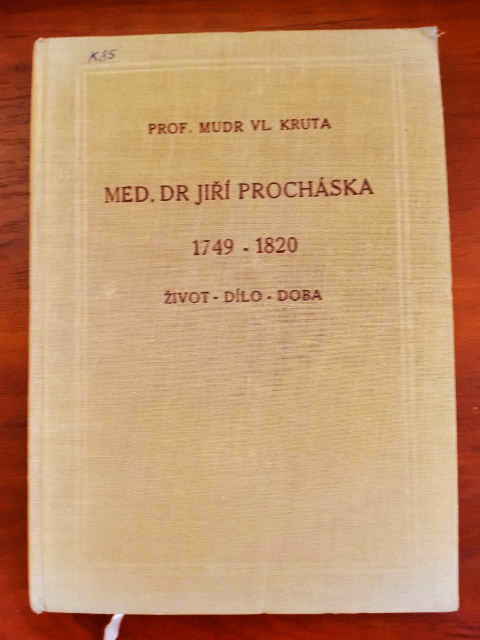 K85
PROF. MUDR VL. KRUTA
MED. DR JIŘÍ PROCHÁSKA
1749 - 1820
ŽIVOT - DÍLO - DOBA